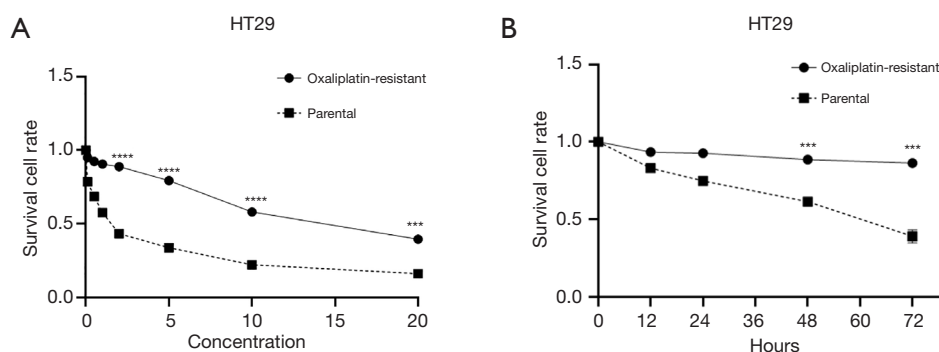 A
HT29
Survival cell rate
1.5
1.0
0.5
0.0
Oxaliplatin-resistant
Parental
****
****
****
***
0
5
10
15
20
Concentration
B
HT29
Survival cell rate
1.5
1.0
0.5
0.0
Oxaliplatin-resistant
Parental
***
***
0
12
24
36
48
60
72
Hours